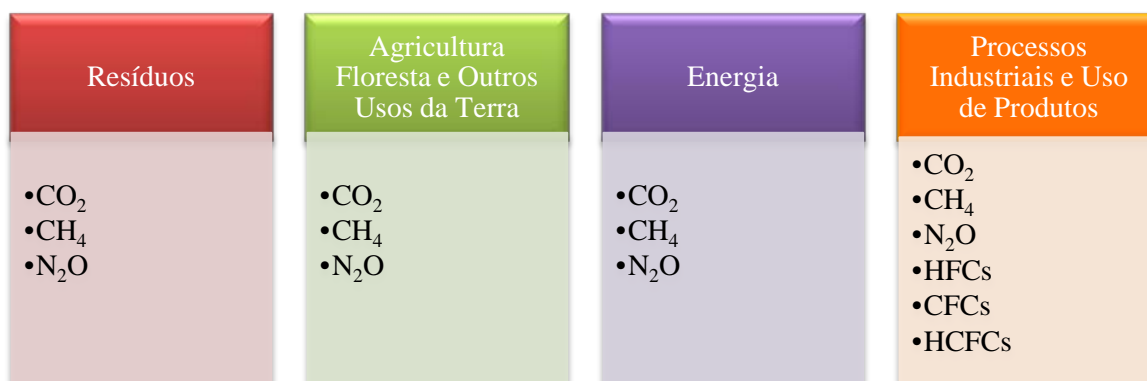 Resíduos
•CO₂
•CH₄
•N₂O
Agricultura
Floresta e Outros
Usos da Terra
•CO₂
•CH₄
•N₂O
Energia
•CO₂
•CH₄
•N₂O
Processos
Industriais e Uso
de Produtos
•CO₂
•CH₄
•N₂O
•HFCs
•CFCs
•HCFCs